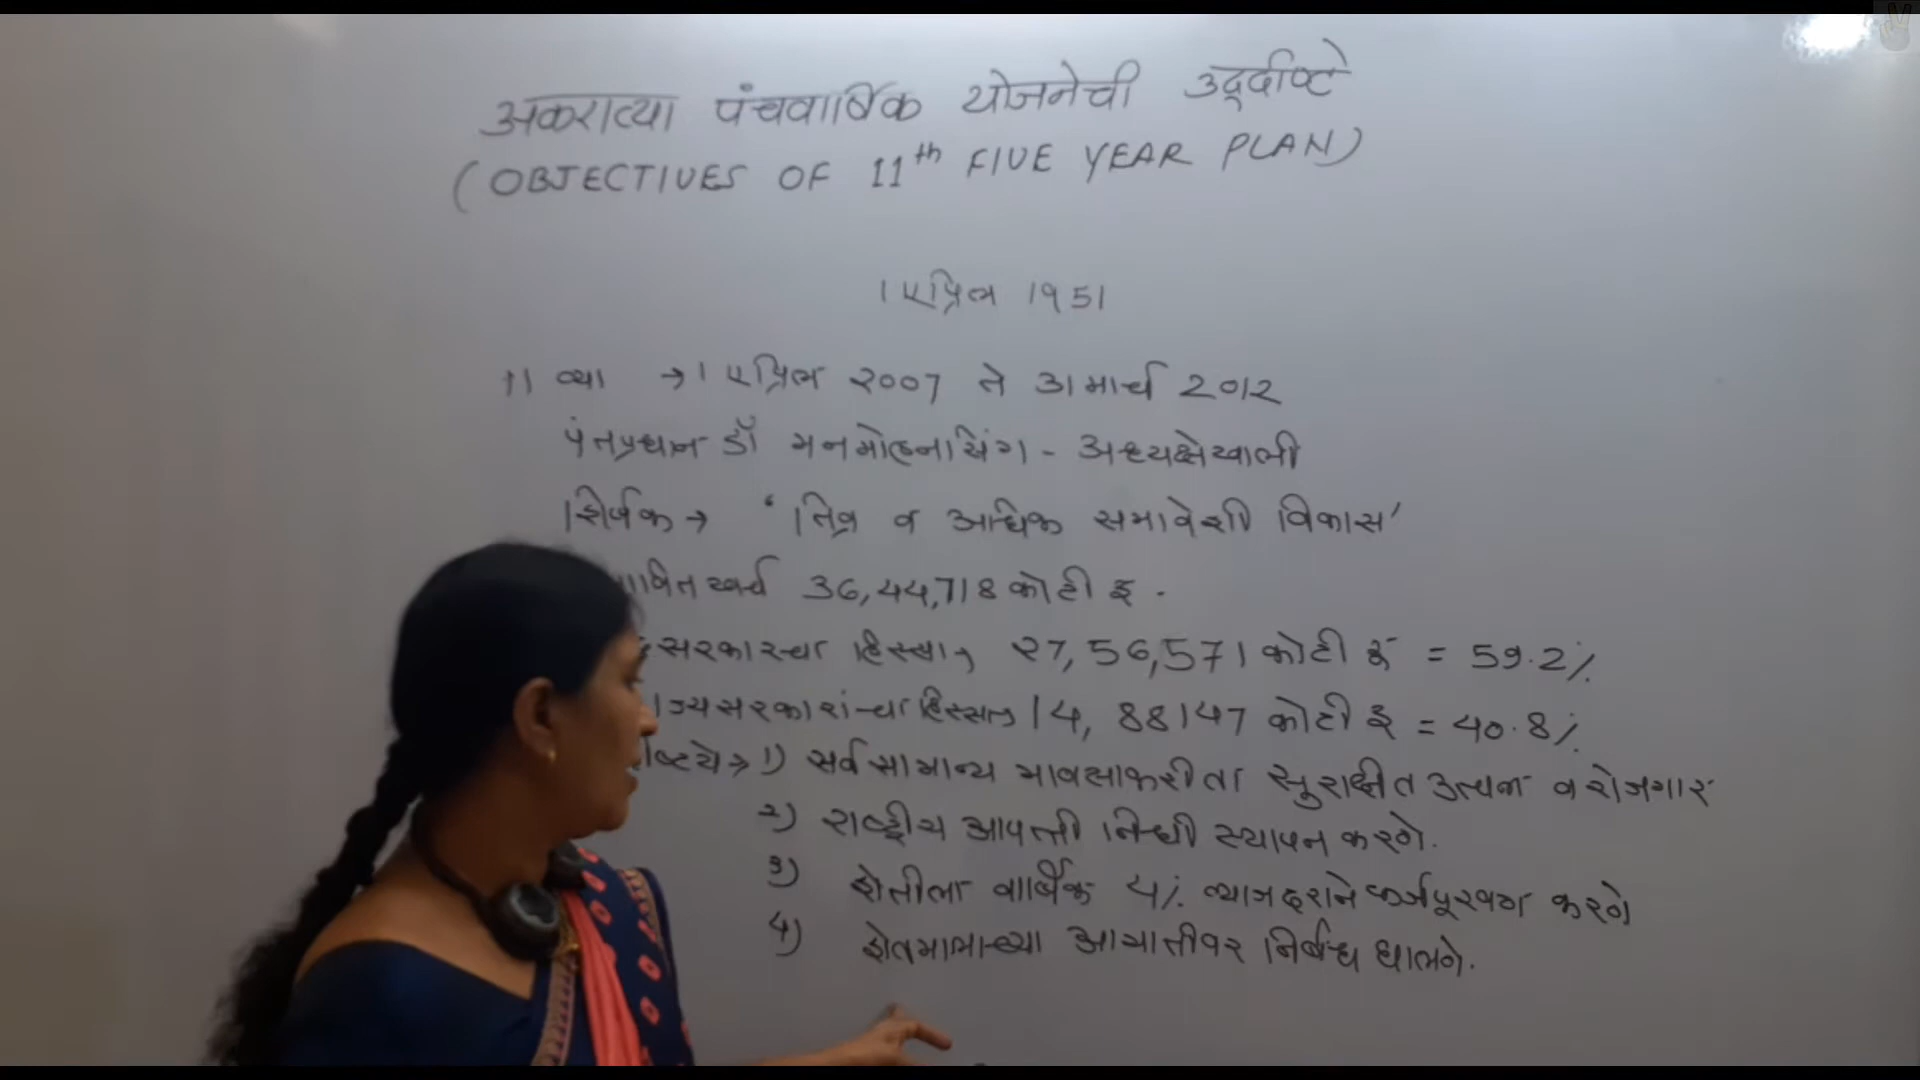 अकराव्या पंचवार्षिक योजनेची उद्दीष्टे
(OBJECTIVES OF 11th FIVE YEAR PLAN)
1 एप्रिल 1951
11 व्या → 1 एप्रिल 2007 ते 31 मार्च 2012
पंतप्रधान डॉ मनमोहनसिंग - अध्यक्षेखाली
शिर्षक → ' तिव्र व अधिक समावेशी विकास'
खर्च 36,44,718 कोटी रु.
सरकारचा हिस्सा → 27,56,571 कोटी रु = 59.2%
हिस्सा → 14, 88147 कोटी रु = 40.8%
→ 1) सर्वसामान्य सुरक्षीत उत्पन्न व रोजगार
2) राष्ट्रीय आपत्ती निधी स्थापन करणे.
3) शेतीला वार्षिक 4% व्याजदराने कर्जपूरवठा करणे
4) शेतमालाच्या आयातीवर निर्बन्ध घालणे.